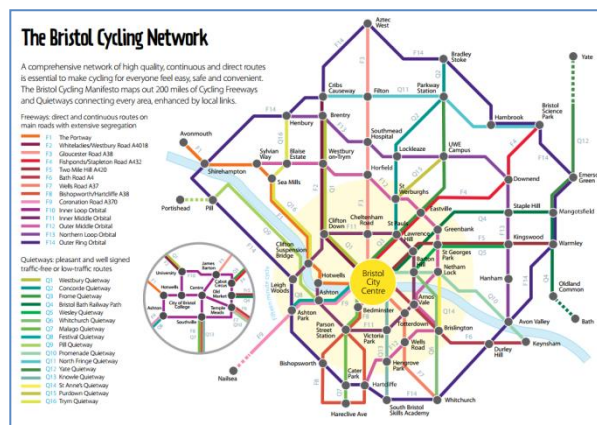 The Bristol Cycling Network
A comprehensive network of high quality, continuous and direct routes
is essential to make cycling for everyone feel easy, safe and convenient.
The Bristol Cycling Manifesto maps out 200 miles of Cycling Freeways
and Quietways connecting every area, enhanced by local links.
Freeways: direct and continuous routes on
main roads with extensive segregation
F1 The Portway
F2 Whiteladies/Westbury Road A4018
F3 Gloucester Road A38
F4 Fishponds/Stapleton Road A432
F5 Two Mile Hill A420
F6 Bath Road A4
F7 Wells Road A37
F8 Bishopsworth/Hartcliffe A38
F9 Coronation Road A370
F10 Inner Loop Orbital
F11 Inner Middle Orbital
F12 Outer Middle Orbital
F13 Northern Loop Orbital
F14 Outer Ring Orbital
Quietways: pleasant and well signed
traffic-free or low-traffic routes
Q1 Westbury Quietway
Q2 Concorde Quietway
Q3 Frome Quietway
Q4 Bristol Bath Railway Path
Q5 Wesley Quietway
Q6 Whitchurch Quietway
Q7 Malago Quietway
Q8 Festival Quietway
Q9 Pill Quietway
Q10 Promenade Quietway
Q11 North Fringe Quietway
Q12 Yate Quietway
Q13 Knowle Quietway
Q14 St Anne's Quietway
Q15 Purdown Quietway
Q16 Trym Quietway
Aztec
West
Bradley
Stoke
Yate
Cribs
Causeway
Filton
Parkway
Station
Hambrook
Bristol
Science
Park
Henbury
Brentry
Southmead
Hospital
Lockleaze
UWE
Campus
Avonmouth
Shirehampton
Sylvian
Way
Blaise
Estate
Westbury
on-Trym
Horfield
Downend
Emersons
Green
Sea Mills
St
Werburghs
Portishead
Pill
Clifton
Down
Cheltenham
Road
St
Pauls
Eastville
Lawrence
Hill
Greenbank
Staple Hill
Mangotsfield
Kingswood
Warmley
Clifton
Suspension
Bridge
Hotwells
Bristol
City
Centre
Barton
Hill
St Georges
Park
Netham
Lock
Hanham
Leigh
Woods
Ashton
Ashton
Park
Bedminster
Arnos
Vale
Oldland
Common
Bath
Parson
Street
Station
Victoria
Park
Totterdown
Wells
Road
Brislington
Avon Valley
Keynsham
Durley
Hill
Nailsea
Bishopsworth
Cater
Park
Hengrove
Park
Hartcliffe
Hareclive Ave
South Bristol
Skills Academy
Whitchurch
University
James
Barton
Hotwells
Centre
Cabot
Circus
City of Bristol
College
Old
Market
Temple
Meads
Ashton
Southville